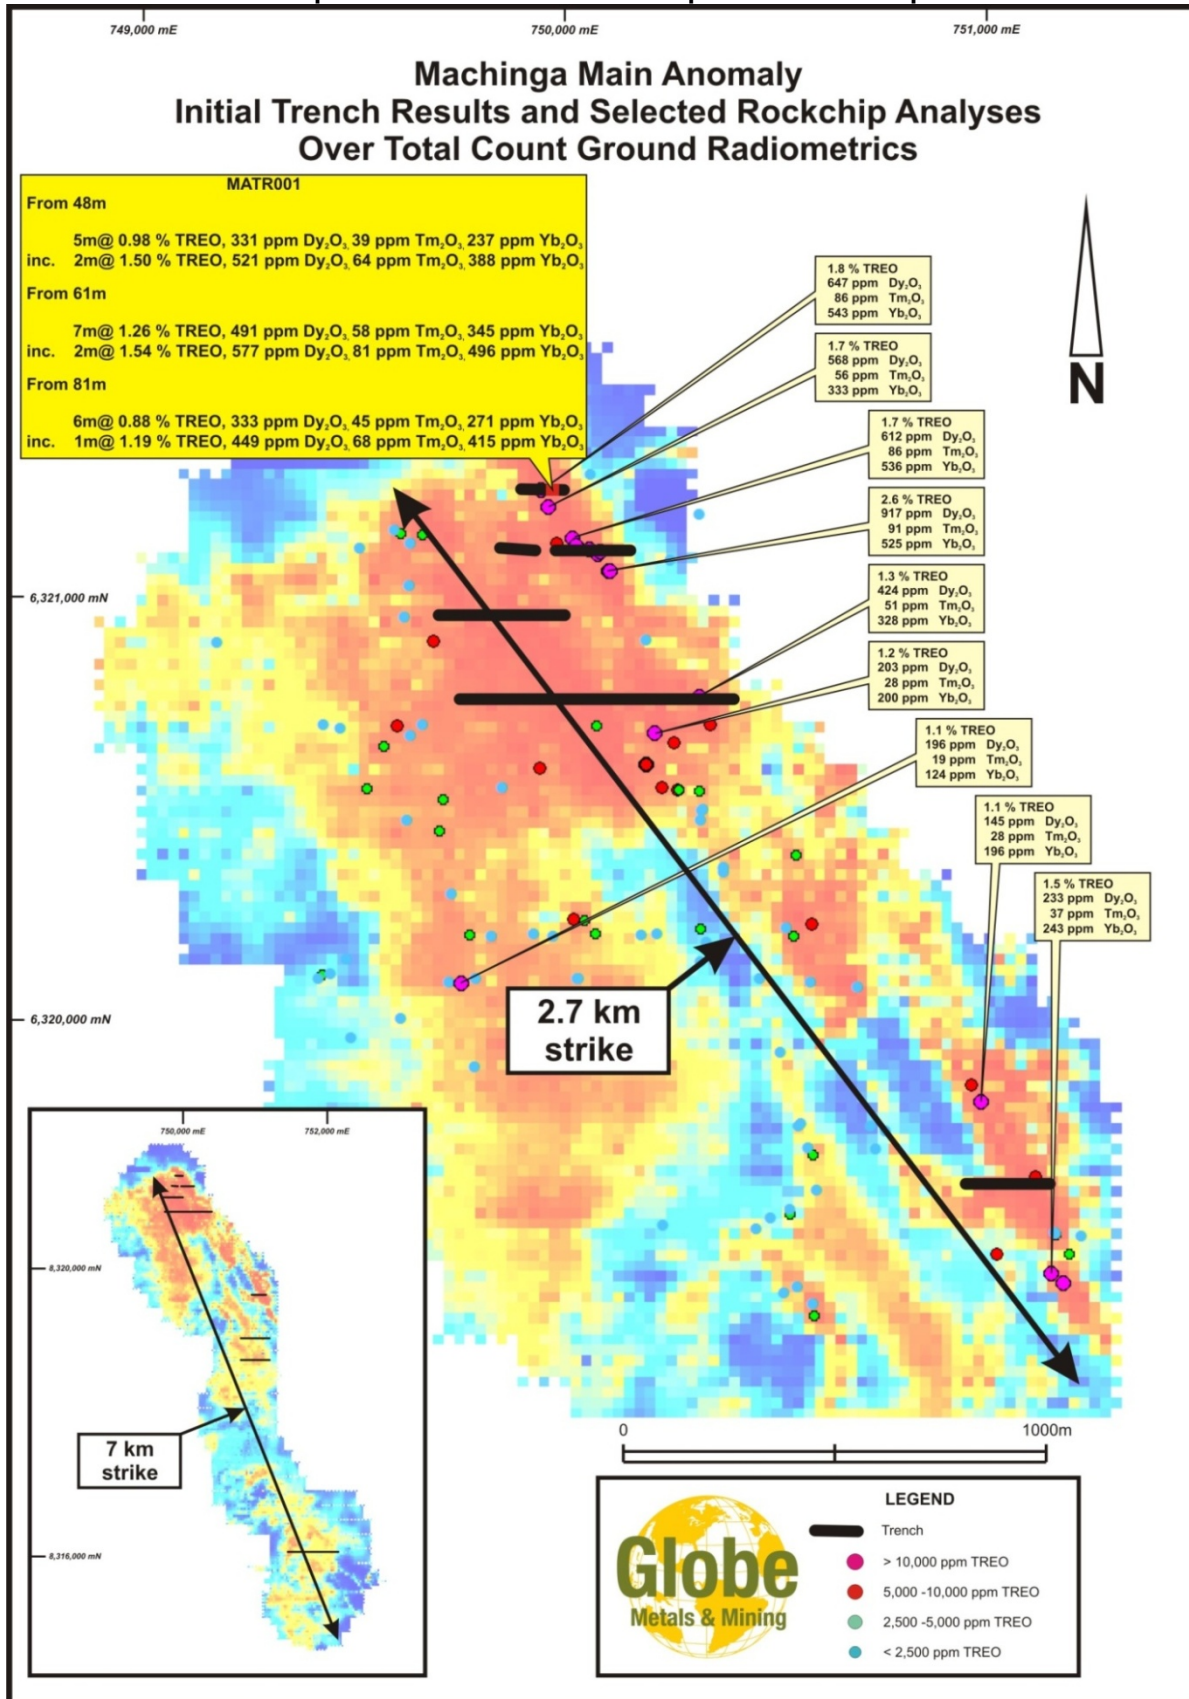 749,000 mE
750,000 mE
751,000 mE
Machinga Main Anomaly
Initial Trench Results and Selected Rockchip Analyses
Over Total Count Ground Radiometrics
MATR001
From 48m
5m@ 0.98 % TREO, 331 ppm Dy₂O₃, 39 ppm Tm₂O₃, 237 ppm Yb₂O₃
inc. 2m@ 1.50 % TREO, 521 ppm Dy₂O₃, 64 ppm Tm₂O₃, 388 ppm Yb₂O₃
From 61m
7m@ 1.26 % TREO, 491 ppm Dy₂O₃, 58 ppm Tm₂O₃, 345 ppm Yb₂O₃
inc. 2m@ 1.54 % TREO, 577 ppm Dy₂O₃, 81 ppm Tm₂O₃, 496 ppm Yb₂O₃
From 81m
6m@ 0.88 % TREO, 333 ppm Dy₂O₃, 45 ppm Tm₂O₃, 271 ppm Yb₂O₃
inc. 1m@ 1.19 % TREO, 449 ppm Dy₂O₃, 68 ppm Tm₂O₃, 415 ppm Yb₂O₃
1.8 % TREO
647 ppm Dy₂O₃
86 ppm Tm₂O₃
543 ppm Yb₂O₃
1.7 % TREO
568 ppm Dy₂O₃
56 ppm Tm₂O₃
333 ppm Yb₂O₃
1.7 % TREO
612 ppm Dy₂O₃
86 ppm Tm₂O₃
536 ppm Yb₂O₃
2.6 % TREO
917 ppm Dy₂O₃
91 ppm Tm₂O₃
525 ppm Yb₂O₃
1.3 % TREO
424 ppm Dy₂O₃
51 ppm Tm₂O₃
328 ppm Yb₂O₃
1.2 % TREO
203 ppm Dy₂O₃
28 ppm Tm₂O₃
200 ppm Yb₂O₃
1.1 % TREO
196 ppm Dy₂O₃
19 ppm Tm₂O₃
124 ppm Yb₂O₃
1.1 % TREO
145 ppm Dy₂O₃
28 ppm Tm₂O₃
196 ppm Yb₂O₃
1.5 % TREO
233 ppm Dy₂O₃
37 ppm Tm₂O₃
243 ppm Yb₂O₃
N
6,321,000 mN
6,320,000 mN
2.7 km
strike
750,000 mE
752,000 mE
8,320,000 mN
8,316,000 mN
7 km
strike
0
1000m
LEGEND
Trench
> 10,000 ppm TREO
5,000 -10,000 ppm TREO
2,500 -5,000 ppm TREO
< 2,500 ppm TREO
Globe
Metals & Mining